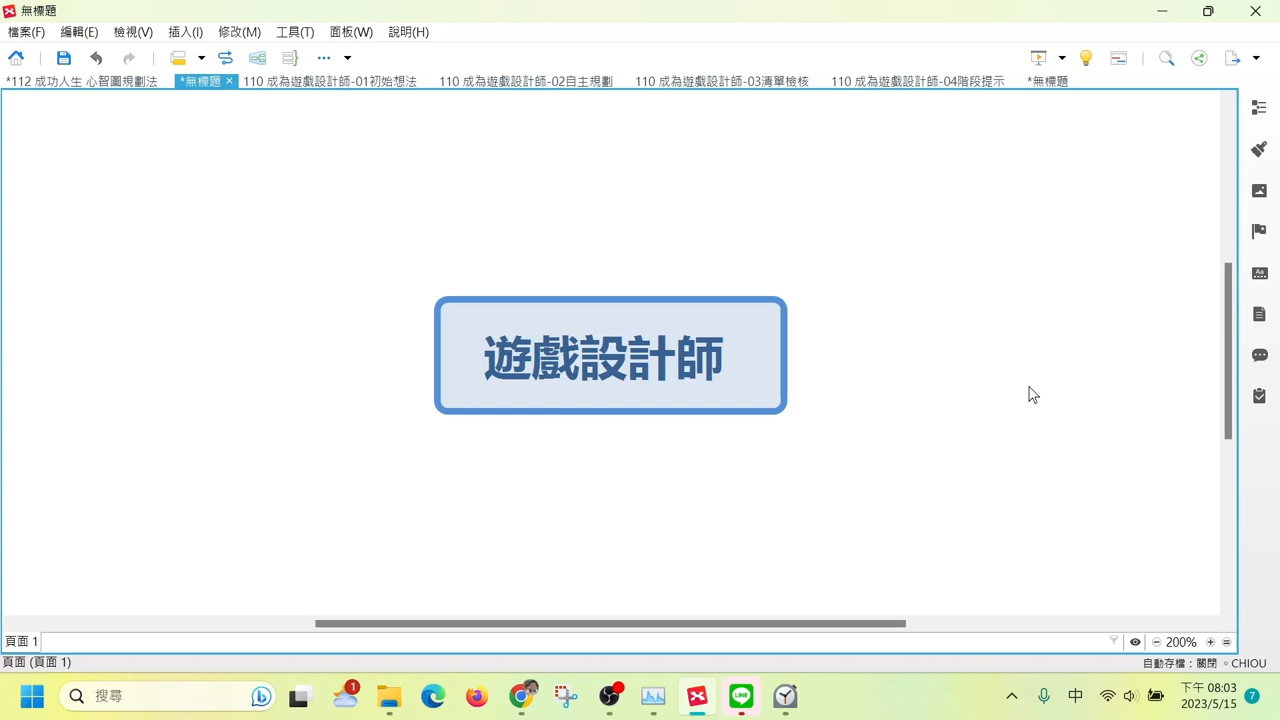 無標題
檔案(F) 編輯(E) 檢視(V) 插入(I) 修改(M) 工具(T) 面板(W) 說明(H)
*112 成功人生 心智圖規劃法 *無標題 × 110 成為遊戲設計師-01初始想法 110 成為遊戲設計師-02自主規劃 110 成為遊戲設計師-03清單檢核 110 成為遊戲設計師-04階段提示 *無標題
Aa
遊戲設計師
頁面 1 200%
頁面 (頁面 1) 自動存檔：關閉 CHIOU
搜尋 1 LINE 中 下午 08:03 7
2023/5/15